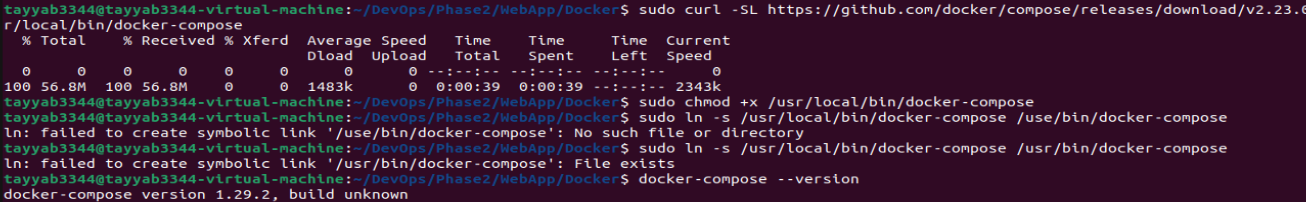 tayyab3344@tayyab3344-virtual-machine:~/DevOps/Phase2/WebApp/Docker$ sudo curl -SL https://github.com/docker/compose/releases/download/v2.23.0
r/local/bin/docker-compose
  % Total    % Received % Xferd  Average Speed   Time    Time     Time  Current
                                 Dload  Upload   Total   Spent    Left  Speed
  0     0    0     0    0     0      0      0 --:--:-- --:--:-- --:--:--     0
100 56.8M  100 56.8M    0     0  1483k      0  0:00:39  0:00:39 --:--:-- 2343k
tayyab3344@tayyab3344-virtual-machine:~/DevOps/Phase2/WebApp/Docker$ sudo chmod +x /usr/local/bin/docker-compose
tayyab3344@tayyab3344-virtual-machine:~/DevOps/Phase2/WebApp/Docker$ sudo ln -s /usr/local/bin/docker-compose /use/bin/docker-compose
ln: failed to create symbolic link '/use/bin/docker-compose': No such file or directory
tayyab3344@tayyab3344-virtual-machine:~/DevOps/Phase2/WebApp/Docker$ sudo ln -s /usr/local/bin/docker-compose /usr/bin/docker-compose
ln: failed to create symbolic link '/usr/bin/docker-compose': File exists
tayyab3344@tayyab3344-virtual-machine:~/DevOps/Phase2/WebApp/Docker$ docker-compose --version
docker-compose version 1.29.2, build unknown